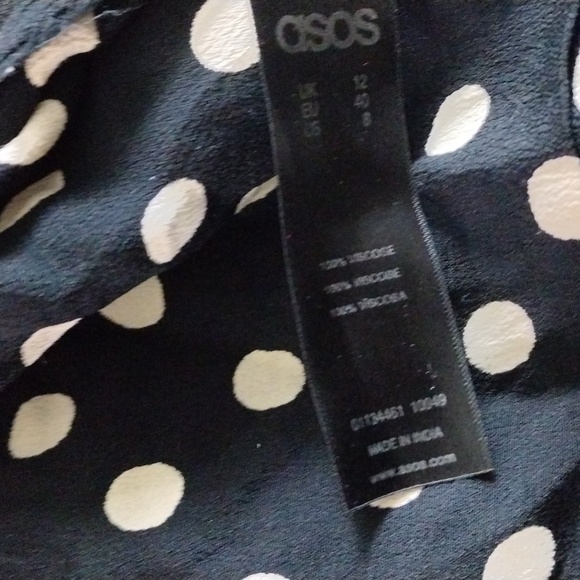 asos
UK 12
EU 40
US 8
100% VISCOSE
100% VISCOSE
100% VISCOSA
01134461 10049
MADE IN INDIA
www.asos.com